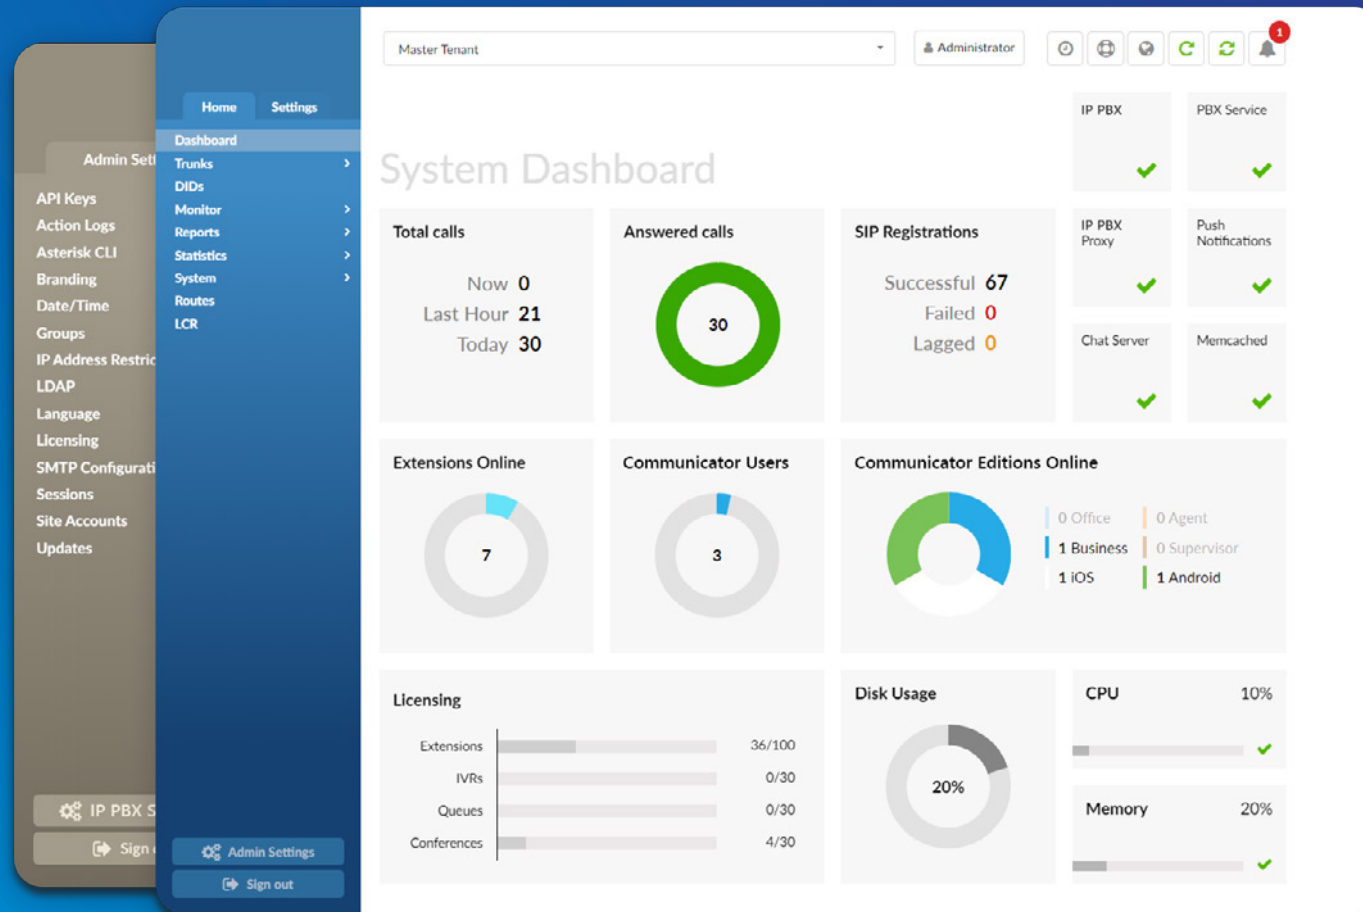 Admin Sett
API Keys
Action Logs
Asterisk CLI
Branding
Date/Time
Groups
IP Address Restric
LDAP
Language
Licensing
SMTP Configurati
Sessions
Site Accounts
Updates
IP PBX S
Sign o
Home Settings
Dashboard
Trunks
DIDs
Monitor
Reports
Statistics
System
Routes
LCR
Admin Settings
Sign out
Master Tenant
Administrator
1
System Dashboard
IP PBX
PBX Service
IP PBX
Proxy
Push
Notifications
Chat Server
Memcached
Total calls
Now 0
Last Hour 21
Today 30
Answered calls
30
SIP Registrations
Successful 67
Failed 0
Lagged 0
Extensions Online
7
Communicator Users
3
Communicator Editions Online
0 Office 0 Agent
1 Business 0 Supervisor
1 iOS 1 Android
Licensing
Extensions 36/100
IVRs 0/30
Queues 0/30
Conferences 4/30
Disk Usage
20%
CPU 10%
Memory 20%